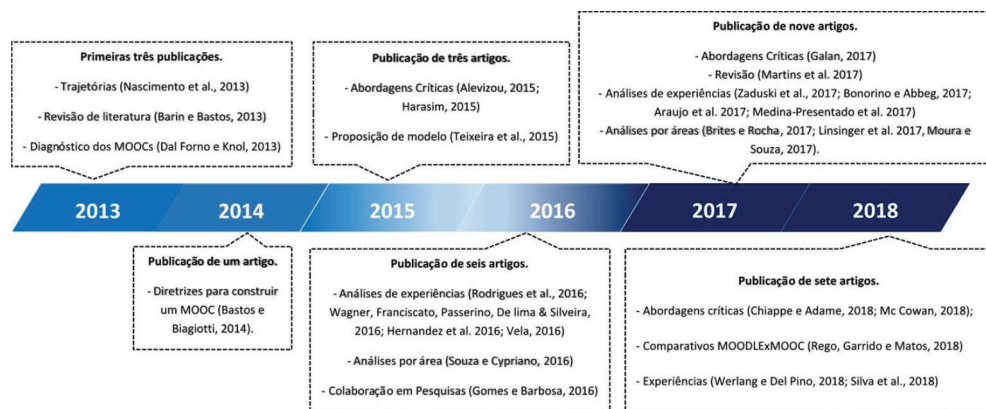 Primeiras três publicações.
- Trajetórias (Nascimento et al., 2013)
- Revisão de literatura (Barin e Bastos, 2013)
- Diagnóstico dos MOOCs (Dal Forno e Knol, 2013)
Publicação de três artigos.
- Abordagens Críticas (Alevizou, 2015;
Harasim, 2015)
- Proposição de modelo (Teixeira et al., 2015)
Publicação de nove artigos.
- Abordagens Críticas (Galan, 2017)
- Revisão (Martins et al. 2017)
- Análises de experiências (Zaduski et al., 2017; Bonorino e Abbeg, 2017;
Araujo et al. 2017; Medina-Presentado et al. 2017)
- Análises por áreas (Brites e Rocha, 2017; Linsinger et al. 2017, Moura e
Souza, 2017).
2013 2014 2015 2016 2017 2018
Publicação de um artigo.
- Diretrizes para construir
um MOOC (Bastos e
Biagiotti, 2014).
Publicação de seis artigos.
- Análises de experiências (Rodrigues et al., 2016;
Wagner, Franciscato, Passerino, De lima & Silveira,
2016; Hernandez et al. 2016; Vela, 2016)
- Análises por área (Souza e Cypriano, 2016)
- Colaboração em Pesquisas (Gomes e Barbosa, 2016)
Publicação de sete artigos.
- Abordagens críticas (Chiappe e Adame, 2018; Mc Cowan, 2018);
- Comparativos MOODLExMOOC (Rego, Garrido e Matos, 2018)
- Experiências (Werlang e Del Pino, 2018; Silva et al., 2018)